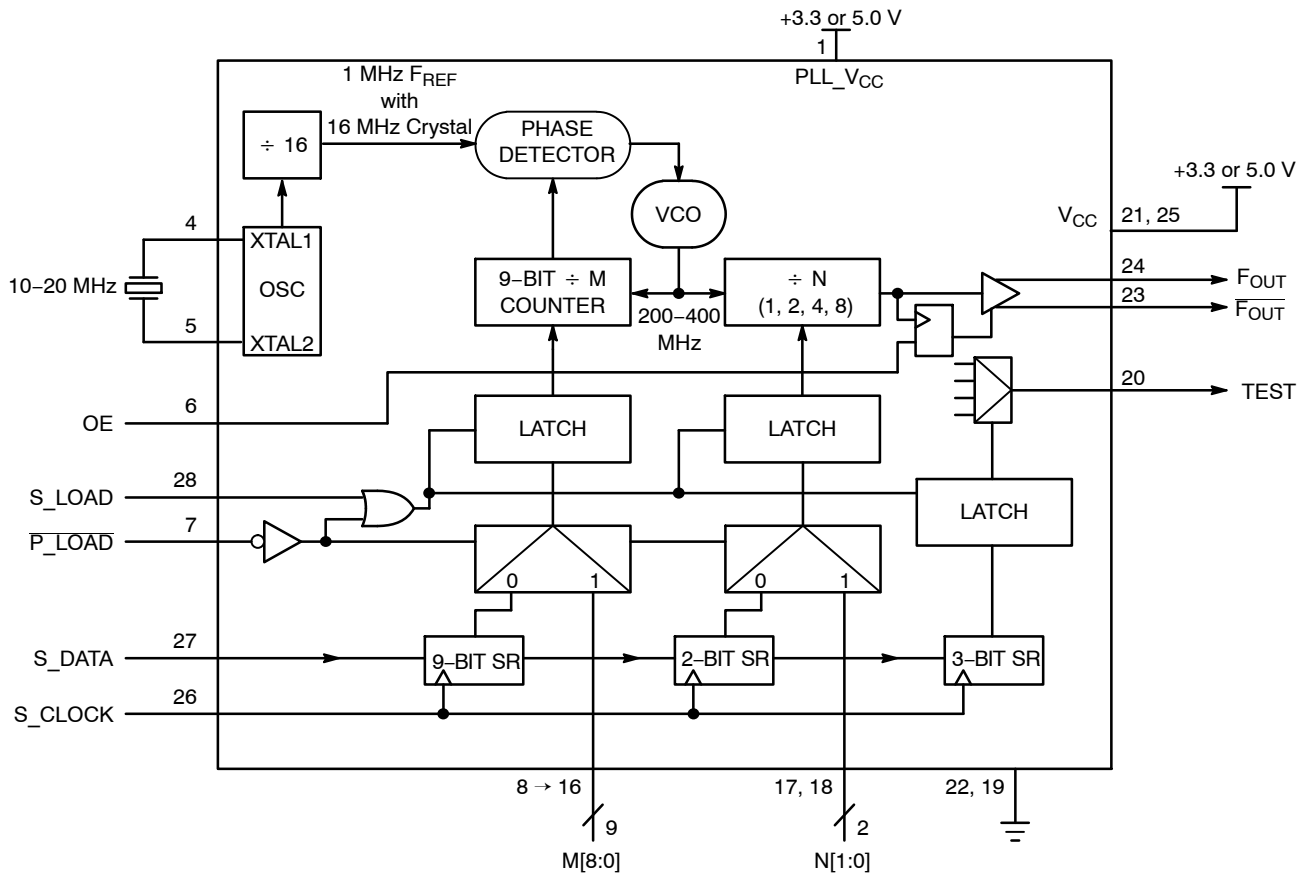 +3.3 or 5.0 V
1
PLL_VCC
1 MHz FREF
with
16 MHz Crystal
÷ 16
PHASE
DETECTOR
VCO
+3.3 or 5.0 V
VCC
21, 25
4
XTAL1
10–20 MHz
OSC
5
XTAL2
9–BIT ÷ M
COUNTER
200–400
MHz
÷ N
(1, 2, 4, 8)
24
FOUT
23
FOUT
20
TEST
6
OE
LATCH
LATCH
28
S_LOAD
7
P_LOAD
LATCH
0
1
0
1
27
S_DATA
9–BIT SR
2–BIT SR
3–BIT SR
26
S_CLOCK
8 → 16
17, 18
22, 19
9
2
M[8:0]
N[1:0]